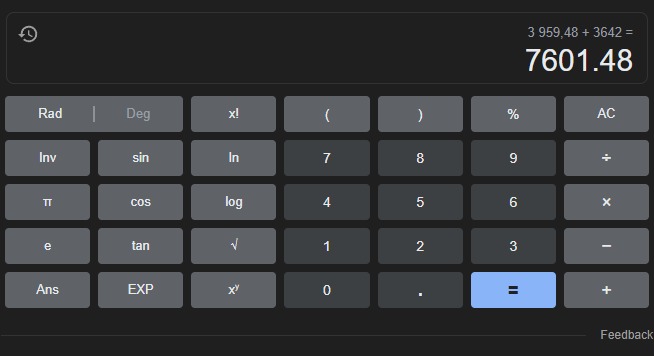 3 959,48 + 3642 =
7601.48
Rad | Deg x! ( ) % AC
Inv sin ln 7 8 9 ÷
π cos log 4 5 6 ×
e tan √ 1 2 3 −
Ans EXP xʸ 0 . = +
Feedback